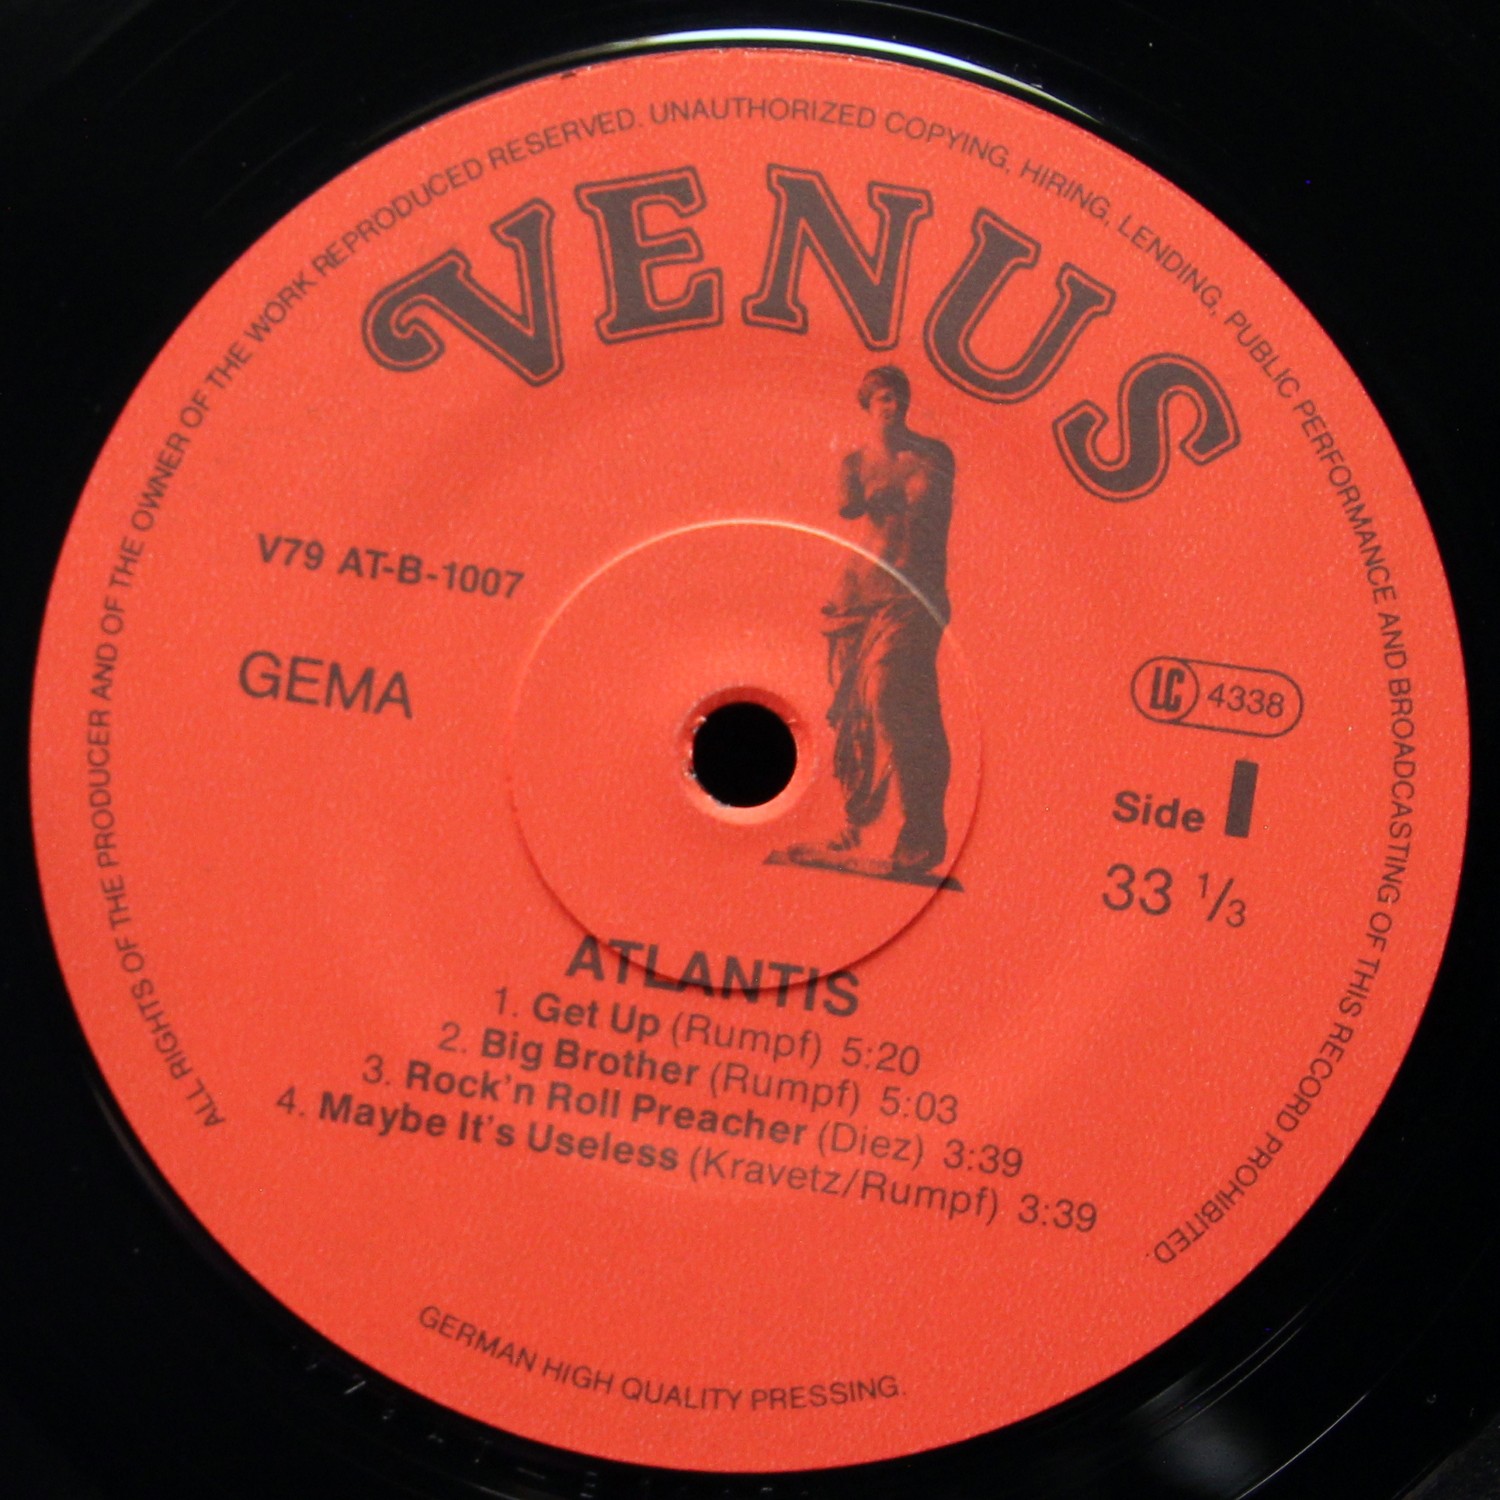 ALL RIGHTS OF THE PRODUCER AND OF THE OWNER OF THE WORK REPRODUCED RESERVED. UNAUTHORIZED COPYING, HIRING, LENDING, PUBLIC PERFORMANCE AND BROADCASTING OF THIS RECORD PROHIBITED.
VENUS
V79 AT-B-1007
GEMA
LC 4338
Side I
33 1/3
ATLANTIS
1. Get Up (Rumpf) 5:20
2. Big Brother (Rumpf) 5:03
3. Rock'n Roll Preacher (Diez) 3:39
4. Maybe It's Useless (Kravetz/Rumpf) 3:39
GERMAN HIGH QUALITY PRESSING.